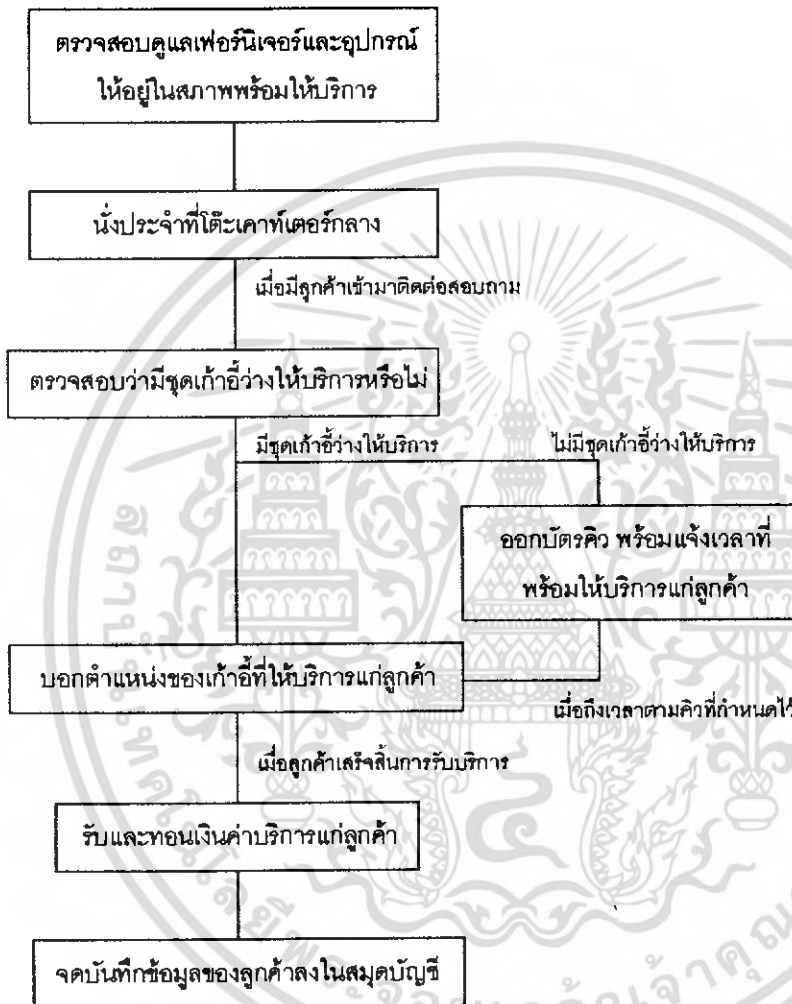 ตรวจสอบดูแลเฟอร์นิเจอร์และอุปกรณ์
ให้อยู่ในสภาพพร้อมให้บริการ
นั่งประจำที่โต๊ะเคาท์เตอร์กลาง
เมื่อมีลูกค้าเข้ามาติดต่อสอบถาม
ตรวจสอบว่ามีชุดเก้าอี้ว่างให้บริการหรือไม่
มีชุดเก้าอี้ว่างให้บริการ
ไม่มีชุดเก้าอี้ว่างให้บริการ
ออกบัตรคิว พร้อมแจ้งเวลาที่
พร้อมให้บริการแก่ลูกค้า
บอกตำแหน่งของเก้าอี้ที่ให้บริการแก่ลูกค้า
เมื่อถึงเวลาตามคิวที่กำหนดไว้
เมื่อลูกค้าเสร็จสิ้นการรับบริการ
รับและทอนเงินค่าบริการแก่ลูกค้า
จดบันทึกข้อมูลของลูกค้าลงในสมุดบัญชี